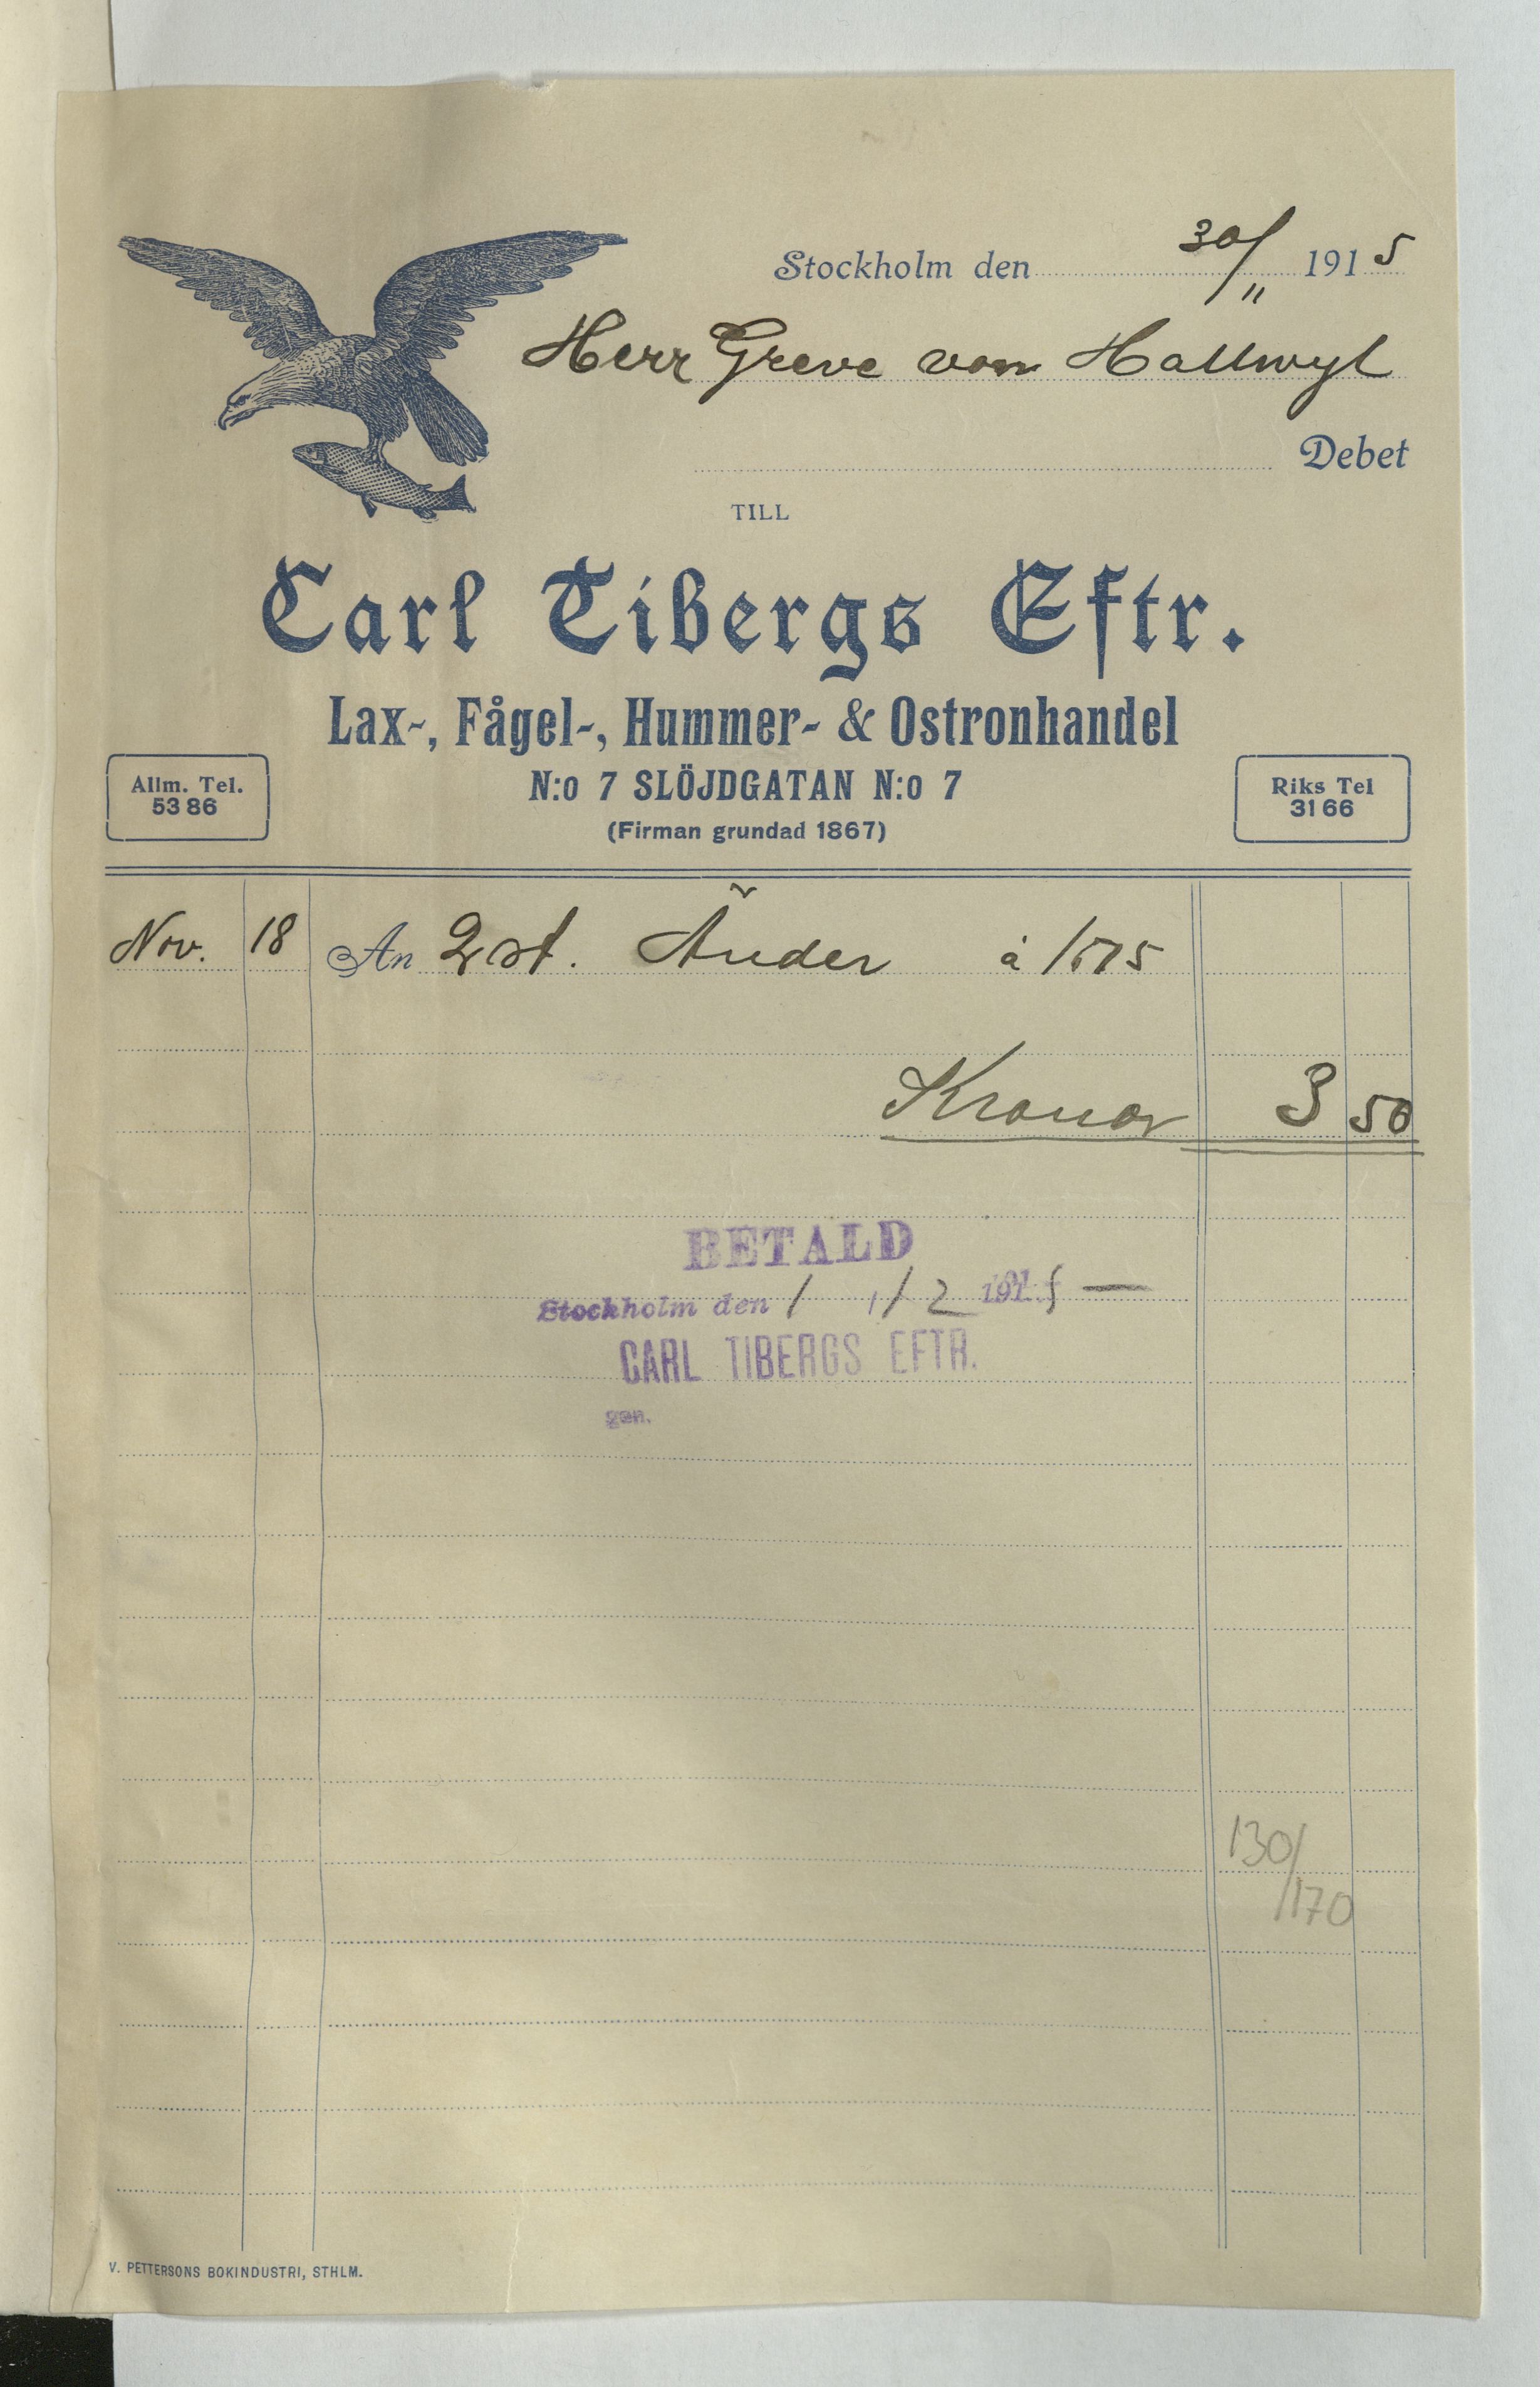 Stockholm den 30/11 1915
Herr Greve von Hallwyl
Debet
TILL
Carl Tibergs Eftr.
Lax-, Fågel-, Hummer- & Ostronhandel
N:o 7 SLÖJDGATAN N:o 7
(Firman grundad 1867)
Allm. Tel.
5386
Riks Tel
3166
Nov. 18 An 2 st. Änder à 1,75
Kronor 3 50
BETALD
Stockholm den 1/12 1915
CARL TIBERGS EFTR.
gen.
130/
170
V. PETTERSONS BOKINDUSTRI, STHLM.